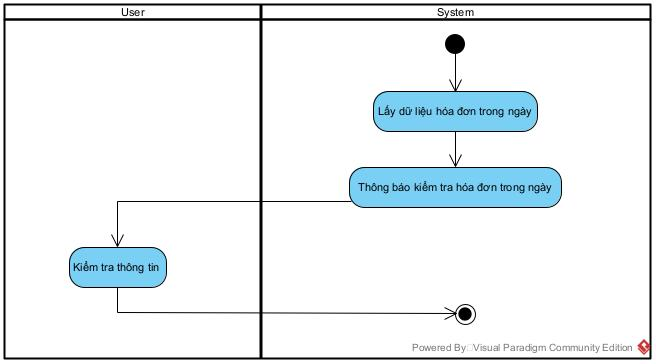 User
System
Lấy dữ liệu hóa đơn trong ngày
Thông báo kiểm tra hóa đơn trong ngày
Kiểm tra thông tin
Powered By Visual Paradigm Community Edition